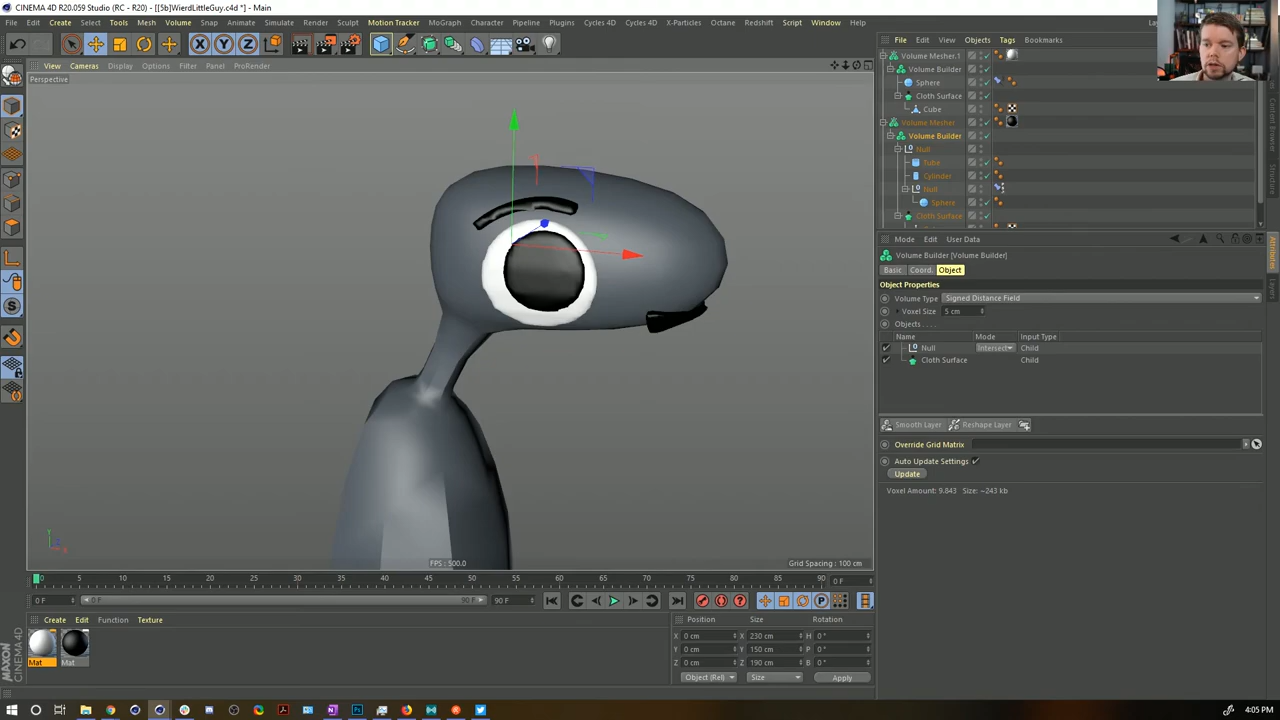 CINEMA 4D R20.059 Studio (RC - R20) - [[5b]WierdLittleGuy.c4d *] - Main
File Edit Create Select Tools Mesh Volume Snap Animate Simulate Render Sculpt Motion Tracker MoGraph Character Pipeline Plugins Cycles 4D X-Particles Octane Redshift Script Window Help
File Edit View Objects Tags Bookmarks
View Cameras Display Options Filter Panel ProRender
Perspective
Volume Mesher.1
Volume Builder
Sphere
Cloth Surface
Cube
Volume Mesher
Volume Builder
Null
Tube
Cylinder
Null
Sphere
Cloth Surface
Mode Edit User Data
Volume Builder [Volume Builder]
Basic Coord. Object
Object Properties
Volume Type Signed Distance Field
Voxel Size 5 cm
Objects . . . .
Name Mode Input Type
Null Intersect Child
Cloth Surface Child
Smooth Layer Reshape Layer
Override Grid Matrix
Auto Update Settings
Update
Voxel Amount: 9.843 Size: ~243 kb
Content Browser
Structure
Attributes
Layers
FPS : 500.0
Grid Spacing : 100 cm
0 5 10 15 20 25 30 35 40 45 50 55 60 65 70 75 80 85 90 0 F
0 F 0 F 90 F 90 F
Create Edit Function Texture
Mat Mat
Position Size Rotation
X 0 cm X 230 cm H 0 °
Y 0 cm Y 150 cm P 0 °
Z 0 cm Z 190 cm B 0 °
Object (Rel) Size Apply
MAXON CINEMA 4D
4:05 PM